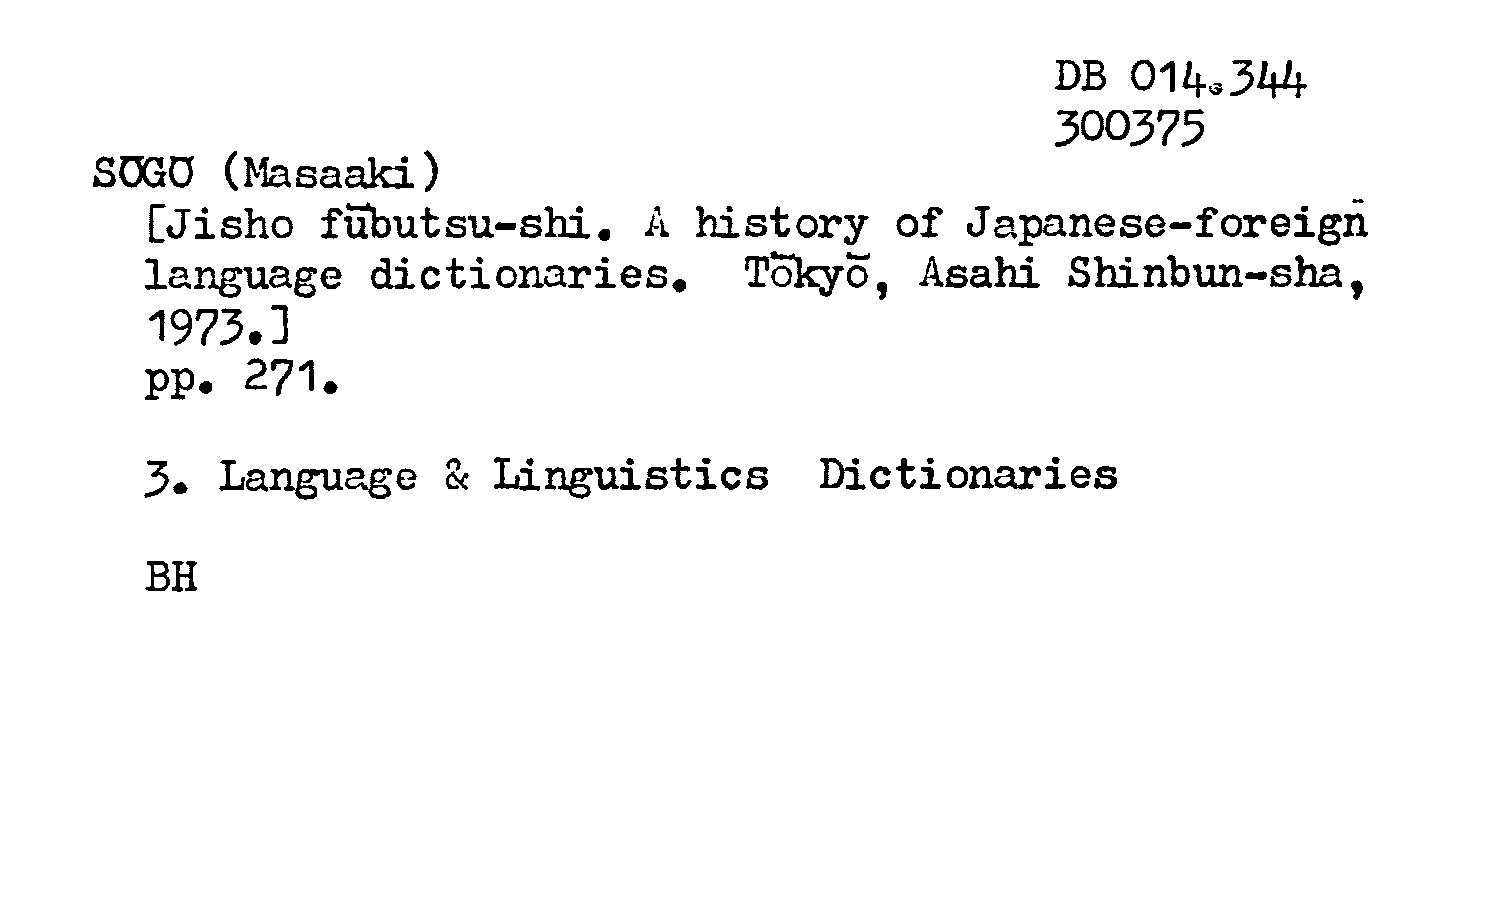 DB 014.344
300375
SŌGŌ (Masaaki)
[Jisho fūbutsu-shi. A history of Japanese-foreign
language dictionaries. Tōkyō, Asahi Shinbun-sha,
1973.]
pp. 271.
3. Language & Linguistics Dictionaries
BH